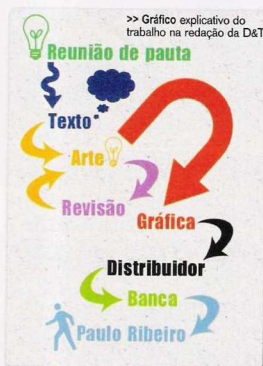 >> Gráfico explicativo do
trabalho na redação da D&T
Reunião de pauta
Texto
Arte
Revisão
Gráfica
Distribuidor
Banca
Paulo Ribeiro